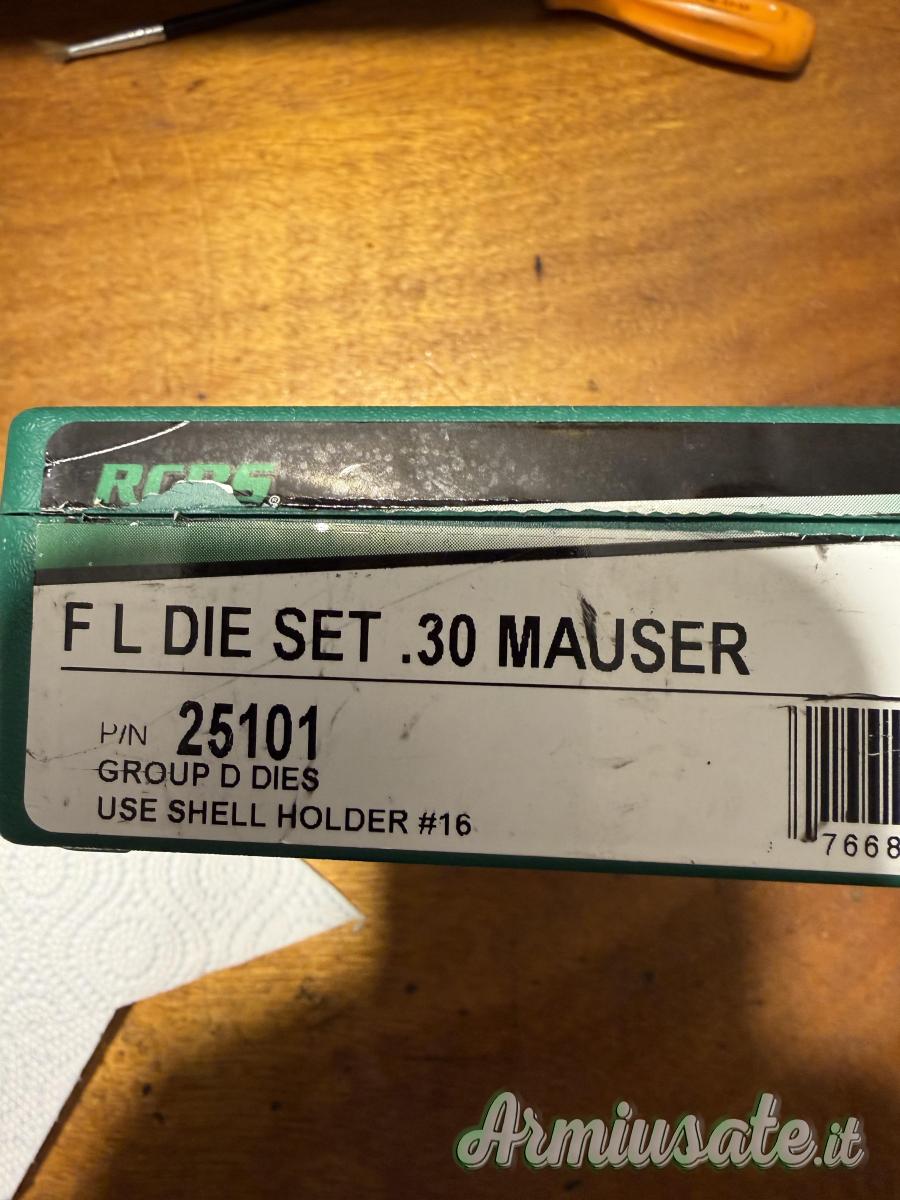 RCBS®
F L DIE SET .30 MAUSER
P/N 25101
GROUP D DIES
USE SHELL HOLDER #16
7668
Armiusate.it